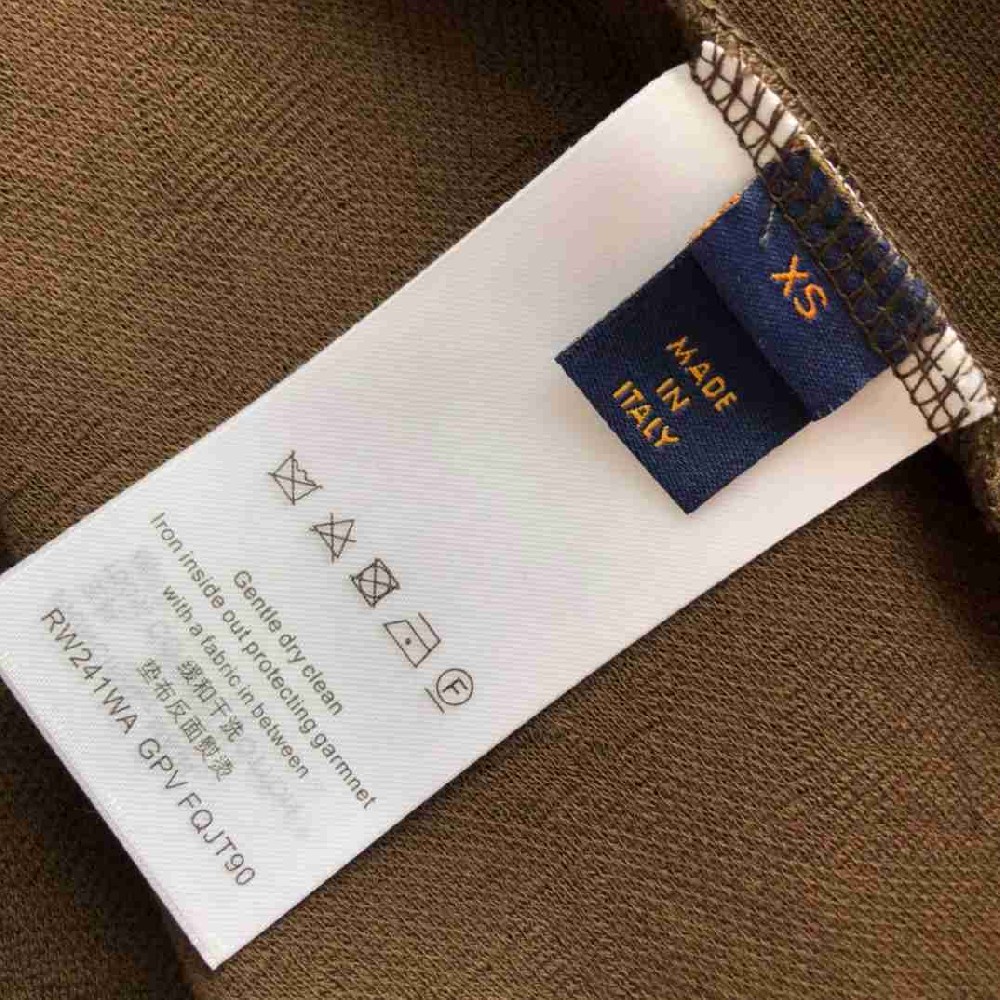 XS
MADE
IN
ITALY
F
Gentle dry clean
Iron inside out protecting garmnet
with a fabric in between
缓和干洗
垫布反面熨烫
RW241WA GPV FQJT90